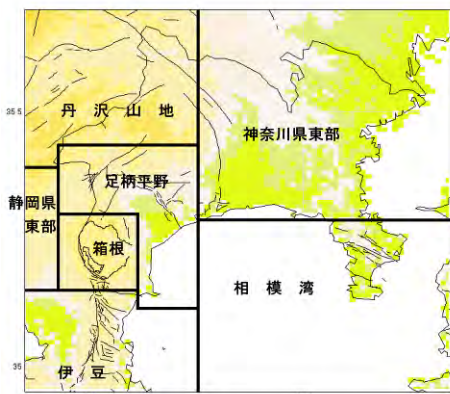 35.5
丹 沢 山 地
神奈川県東部
足柄平野
静岡県
東部
箱根
相 模 湾
伊 豆
35